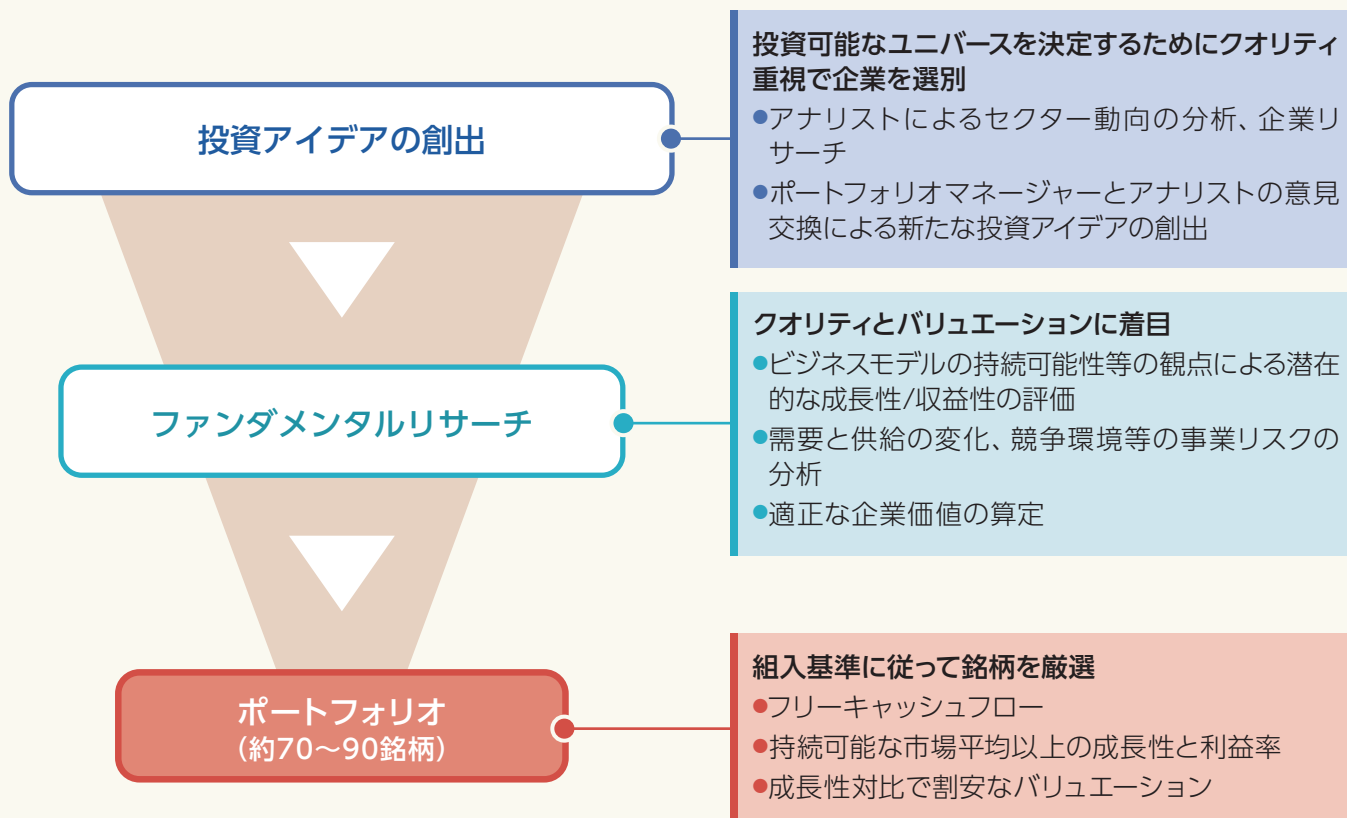 投資アイデアの創出
投資可能なユニバースを決定するためにクオリティ
重視で企業を選別
●アナリストによるセクター動向の分析、企業リ
サーチ
●ポートフォリオマネージャーとアナリストの意見
交換による新たな投資アイデアの創出
ファンダメンタルリサーチ
クオリティとバリュエーションに着目
●ビジネスモデルの持続可能性等の観点による潜在
的な成長性/収益性の評価
●需要と供給の変化、競争環境等の事業リスクの
分析
●適正な企業価値の算定
ポートフォリオ
（約70〜90銘柄）
組入基準に従って銘柄を厳選
●フリーキャッシュフロー
●持続可能な市場平均以上の成長性と利益率
●成長性対比で割安なバリュエーション